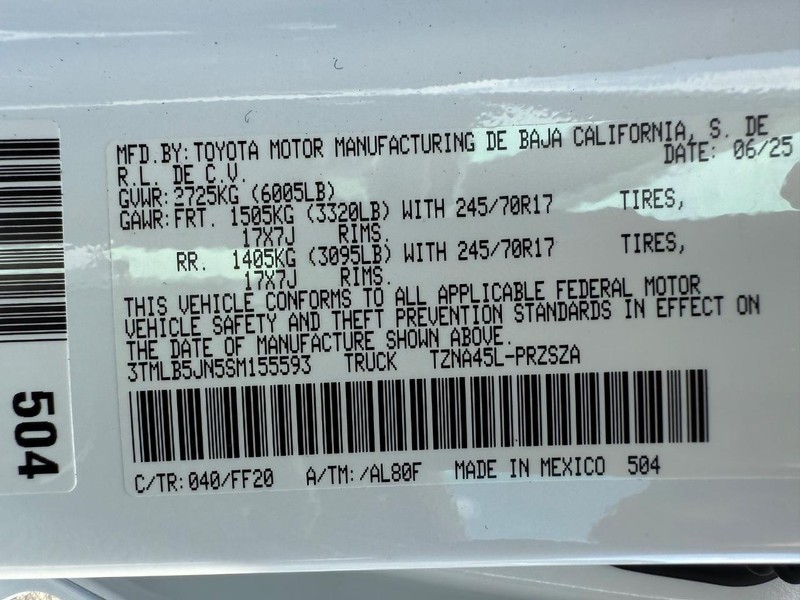 MFD.BY:TOYOTA MOTOR MANUFACTURING DE BAJA CALIFORNIA, S. DE
R.L. DE C.V. DATE: 06/25
GVWR:2725KG (6005LB)
GAWR:FRT. 1505KG (3320LB) WITH 245/70R17 TIRES,
17X7J RIMS.
RR. 1405KG (3095LB) WITH 245/70R17 TIRES,
17X7J RIMS.
THIS VEHICLE CONFORMS TO ALL APPLICABLE FEDERAL MOTOR
VEHICLE SAFETY AND THEFT PREVENTION STANDARDS IN EFFECT ON
THE DATE OF MANUFACTURE SHOWN ABOVE.
3TMLB5JN5SM155593 TRUCK TZNA45L-PRZSZA
C/TR:040/FF20 A/TM:/AL80F MADE IN MEXICO 504
504